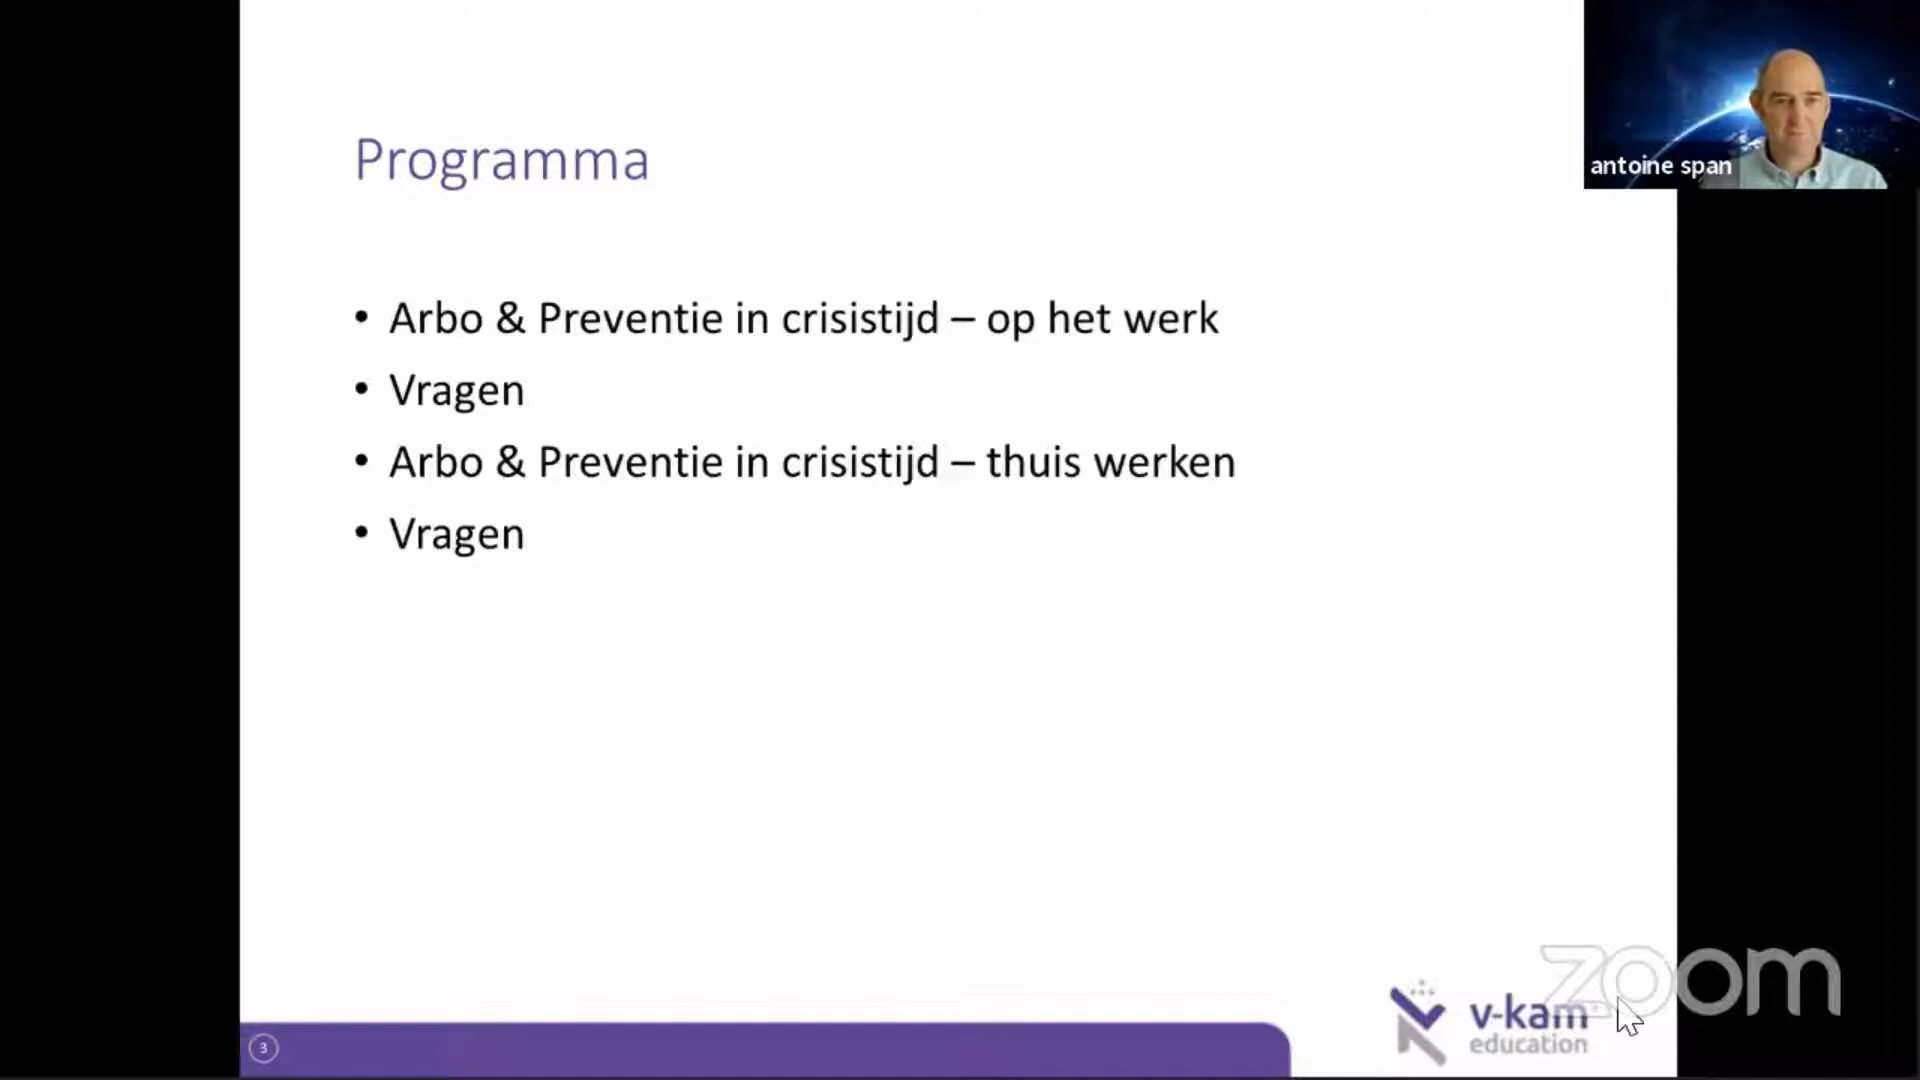 Programma
antoine span
• Arbo & Preventie in crisistijd – op het werk
• Vragen
• Arbo & Preventie in crisistijd – thuis werken
• Vragen
3
v-kam
education
zoom